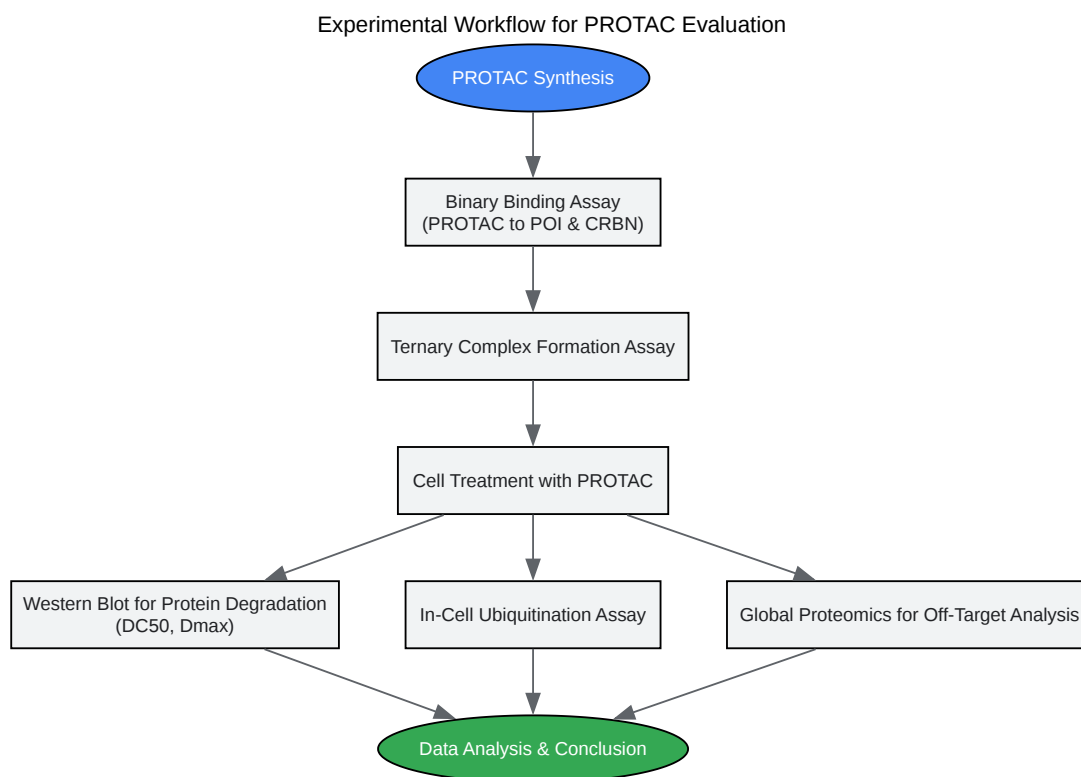 Experimental Workflow for PROTAC Evaluation
PROTAC Synthesis
Binary Binding Assay
(PROTAC to POI & CRBN)
Ternary Complex Formation Assay
Cell Treatment with PROTAC
Western Blot for Protein Degradation
(DC50, Dmax)
In-Cell Ubiquitination Assay
Global Proteomics for Off-Target Analysis
Data Analysis & Conclusion